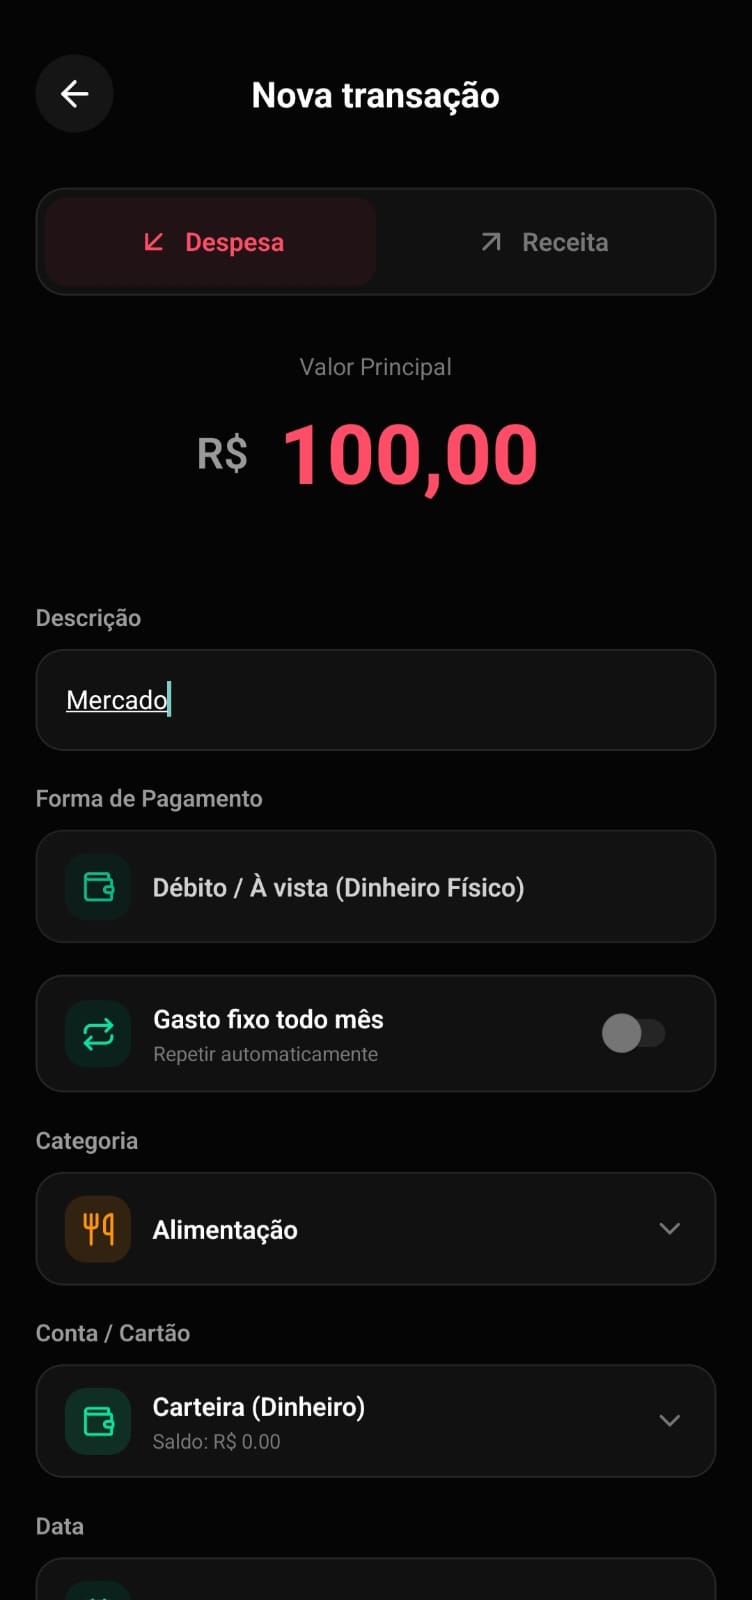 Nova transação
Despesa
Receita
Valor Principal
R$ 100,00
Descrição
Mercado
Forma de Pagamento
Débito / À vista (Dinheiro Físico)
Gasto fixo todo mês
Repetir automaticamente
Categoria
Alimentação
Conta / Cartão
Carteira (Dinheiro)
Saldo: R$ 0.00
Data